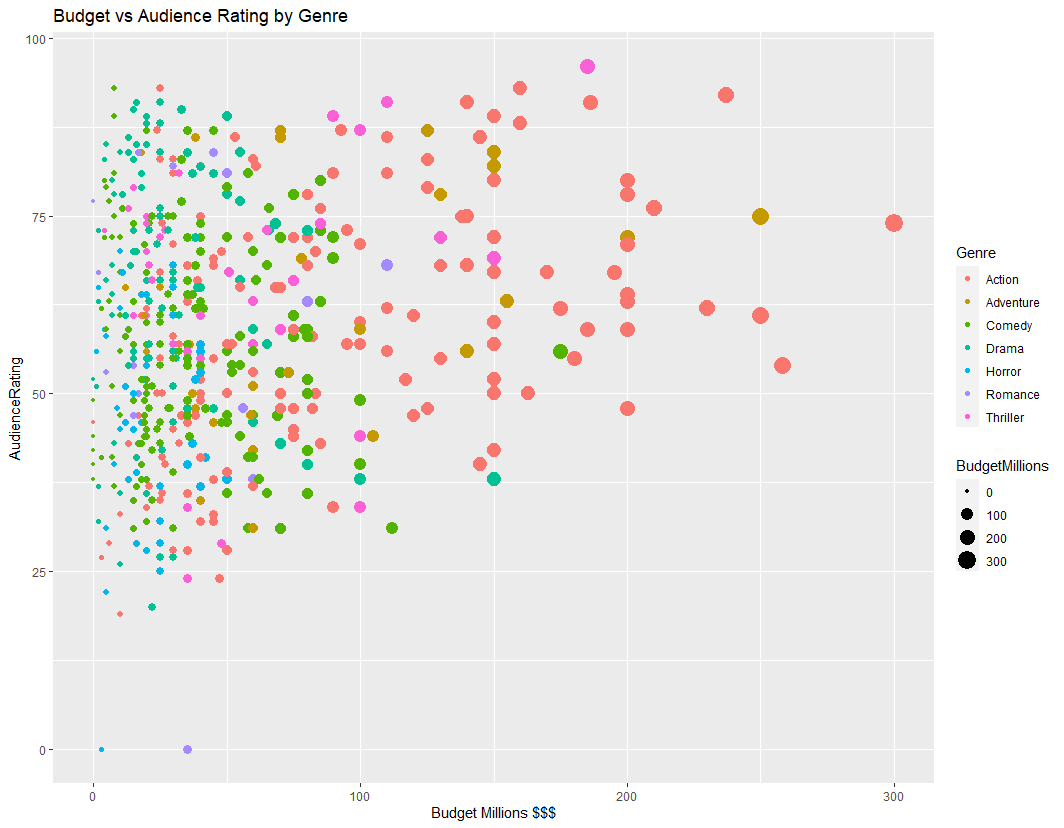 Budget vs Audience Rating by Genre
100
75
50
25
0
AudienceRating
0
100
200
300
Budget Millions $$$
Genre
Action
Adventure
Comedy
Drama
Horror
Romance
Thriller
BudgetMillions
0
100
200
300